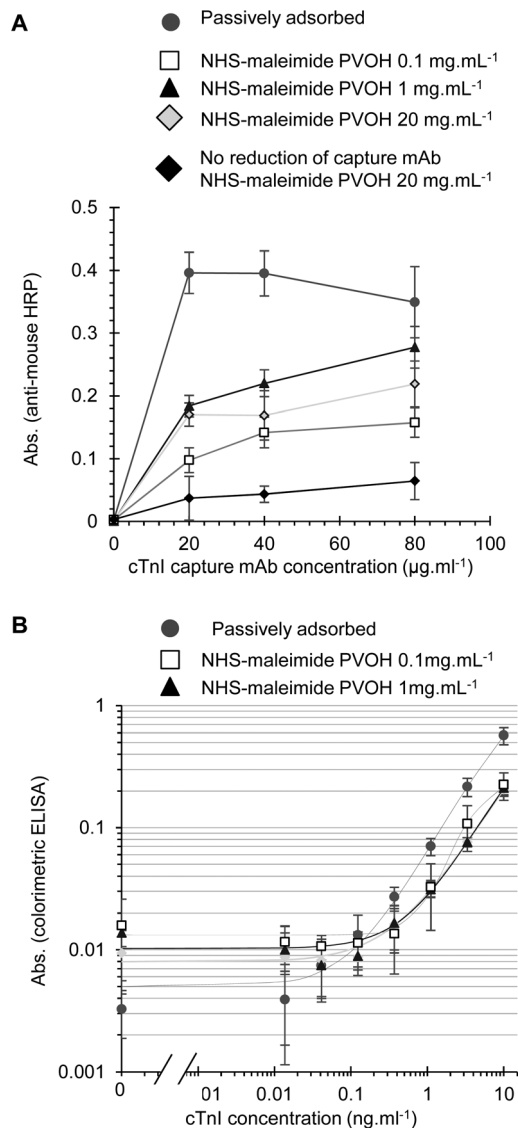 A
Passively adsorbed
NHS-maleimide PVOH 0.1 mg.mL-1
NHS-maleimide PVOH 1 mg.mL-1
NHS-maleimide PVOH 20 mg.mL-1
No reduction of capture mAb
NHS-maleimide PVOH 20 mg.mL-1
0.5
0.4
0.3
0.2
0.1
0
Abs. (anti-mouse HRP)
0 20 40 60 80 100
cTnI capture mAb concentration (µg.ml-1)
B
Passively adsorbed
NHS-maleimide PVOH 0.1mg.mL-1
NHS-maleimide PVOH 1mg.mL-1
1
0.1
0.01
0.001
Abs. (colorimetric ELISA)
0 01 0.01 0.1 1 10
cTnI concentration (ng.ml-1)